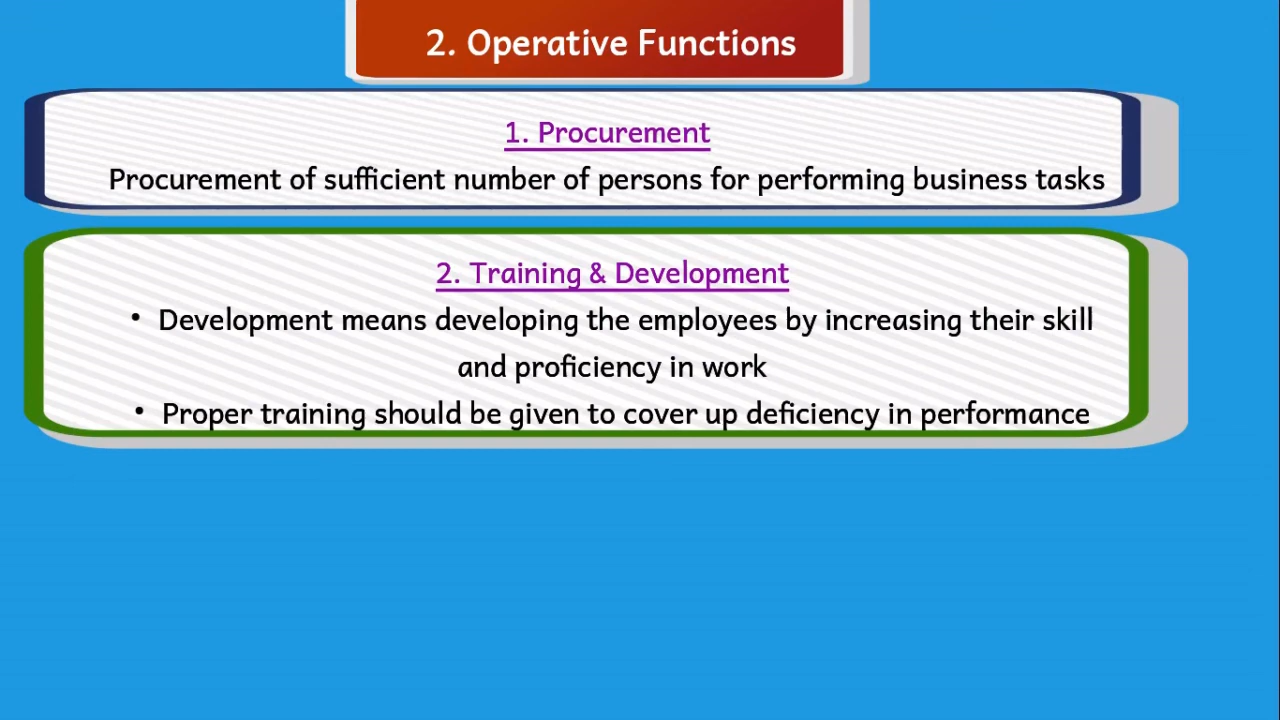 2. Operative Functions
1. Procurement
Procurement of sufficient number of persons for performing business tasks
2. Training & Development
• Development means developing the employees by increasing their skill
and proficiency in work
• Proper training should be given to cover up deficiency in performance